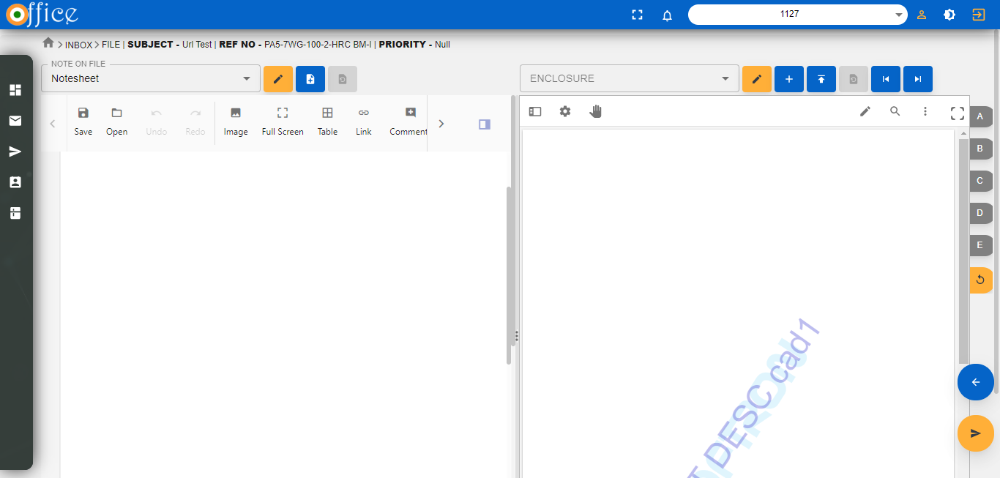 Office
1127
INBOX FILE | SUBJECT - Url Test | REF NO - PA5-7WG-100-2-HRC BM-I | PRIORITY - Null
NOTE ON FILE
Notesheet
ENCLOSURE
Save Open Undo Redo Image Full Screen Table Link Comment
A
B
C
D
E
DESC cad1